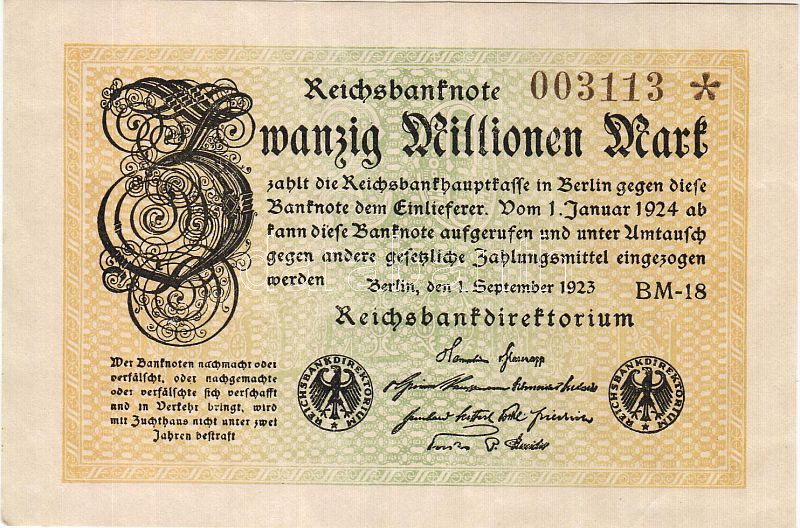 Reichsbanknote 003113 *
Zwanzig Millionen Mark
zahlt die Reichsbankhauptkasse in Berlin gegen diese
Banknote dem Einlieferer. Vom 1. Januar 1924 ab
kann diese Banknote aufgerufen und unter Umtausch
gegen andere gesetzliche Zahlungsmittel eingezogen
werden
Berlin, den 1. September 1923 BM-18
Reichsbankdirektorium
Wer Banknoten nachmacht oder
verfälscht, oder nachgemachte
oder verfälschte sich verschafft
und in Verkehr bringt, wird
mit Zuchthaus nicht unter zwei
Jahren bestraft
REICHSBANKDIREKTORIUM
REICHSBANKDIREKTORIUM